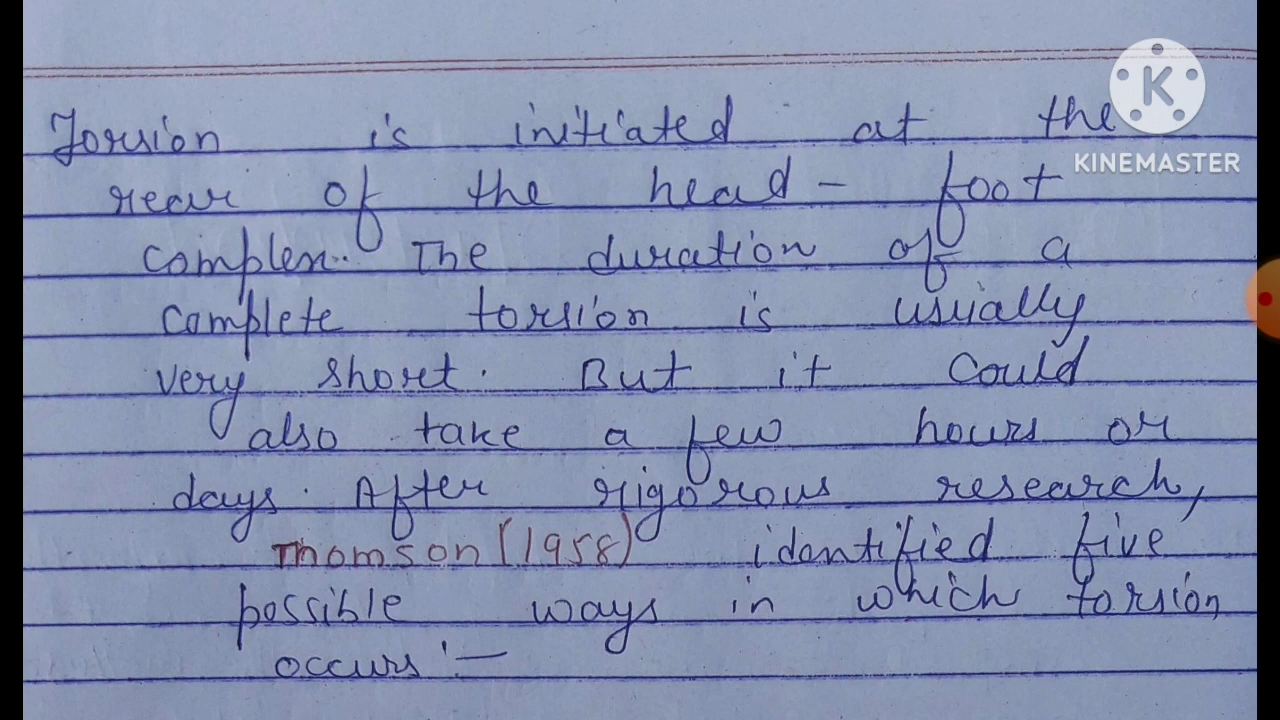 K
KINEMASTER
Torsion is initiated at the
rear of the head - foot
complen. The duration of a
complete torsion is usually
very short. But it could
also take a few hours or
days. After rigorous research,
Thomson (1958) identified five
possible ways in which torsion
occurs :-